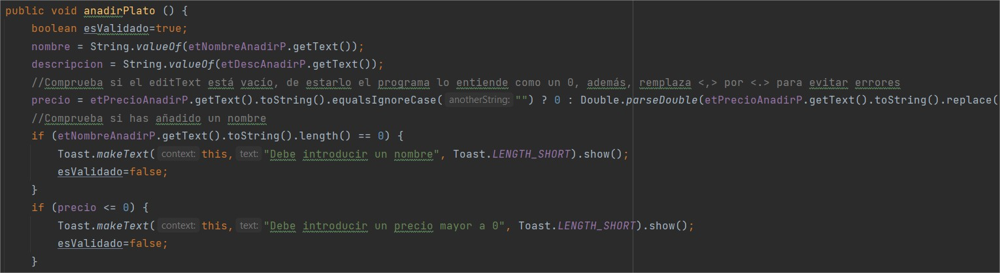 public void anadirPlato () {
boolean esValidado=true;
nombre = String.valueOf(etNombreAnadirP.getText());
descripcion = String.valueOf(etDescAnadirP.getText());
//Comprueba si el editText está vacío, de estarlo el programa lo entiende como un 0, además, remplaza <,> por <.> para evitar errores
precio = etPrecioAnadirP.getText().toString().equalsIgnoreCase( anotherString: "") ? 0 : Double.parseDouble(etPrecioAnadirP.getText().toString().replace(
//Comprueba si has añadido un nombre
if (etNombreAnadirP.getText().toString().length() == 0) {
Toast.makeText( context: this, text: "Debe introducir un nombre", Toast.LENGTH_SHORT).show();
esValidado=false;
}
if (precio <= 0) {
Toast.makeText( context: this, text: "Debe introducir un precio mayor a 0", Toast.LENGTH_SHORT).show();
esValidado=false;
}